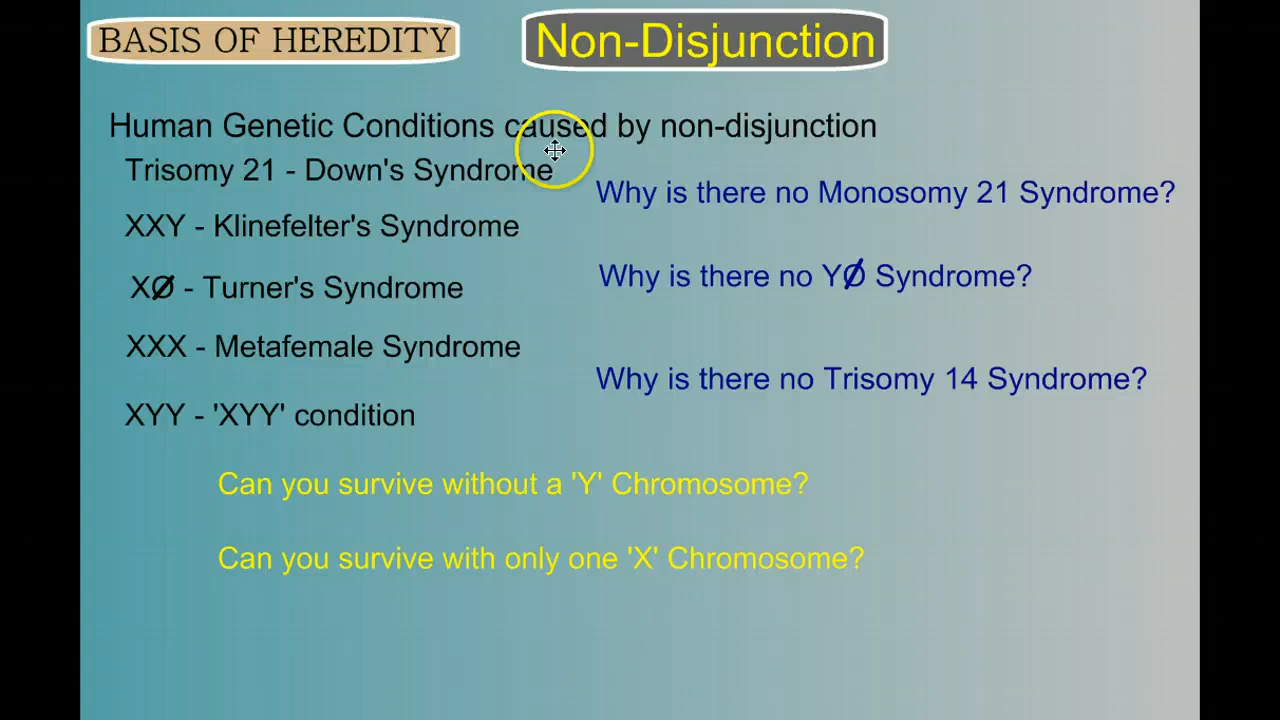 BASIS OF HEREDITY
Non-Disjunction
Human Genetic Conditions caused by non-disjunction
Trisomy 21 - Down's Syndrome
Why is there no Monosomy 21 Syndrome?
XXY - Klinefelter's Syndrome
XØ - Turner's Syndrome
Why is there no YØ Syndrome?
XXX - Metafemale Syndrome
Why is there no Trisomy 14 Syndrome?
XYY - 'XYY' condition
Can you survive without a 'Y' Chromosome?
Can you survive with only one 'X' Chromosome?